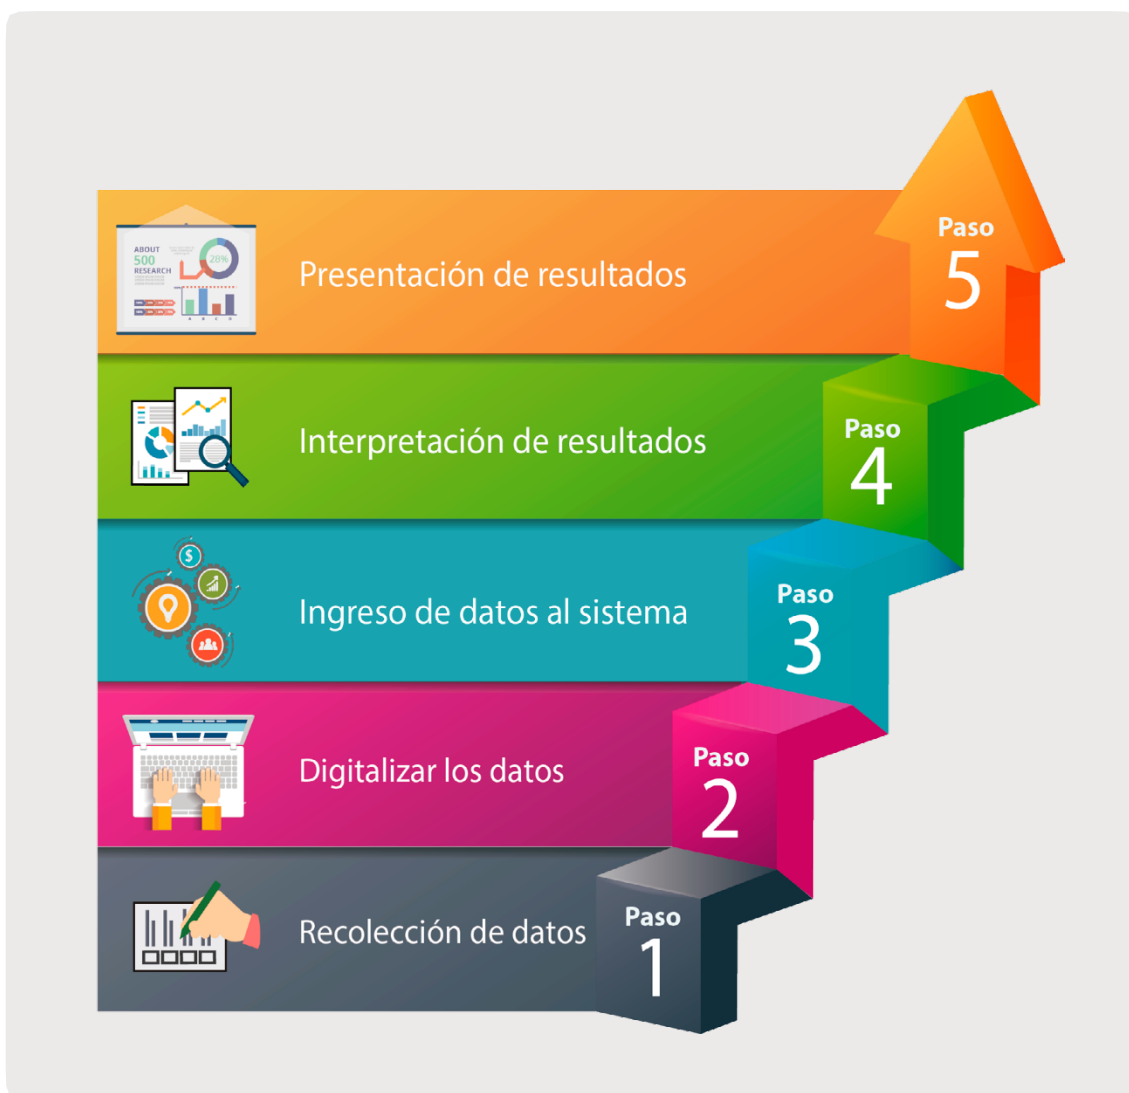 Paso
5
ABOUT
500
RESEARCH
28%
A B C D
Presentación de resultados
Paso
4
Interpretación de resultados
Paso
3
$
Ingreso de datos al sistema
Paso
2
Digitalizar los datos
Paso
1
Recolección de datos